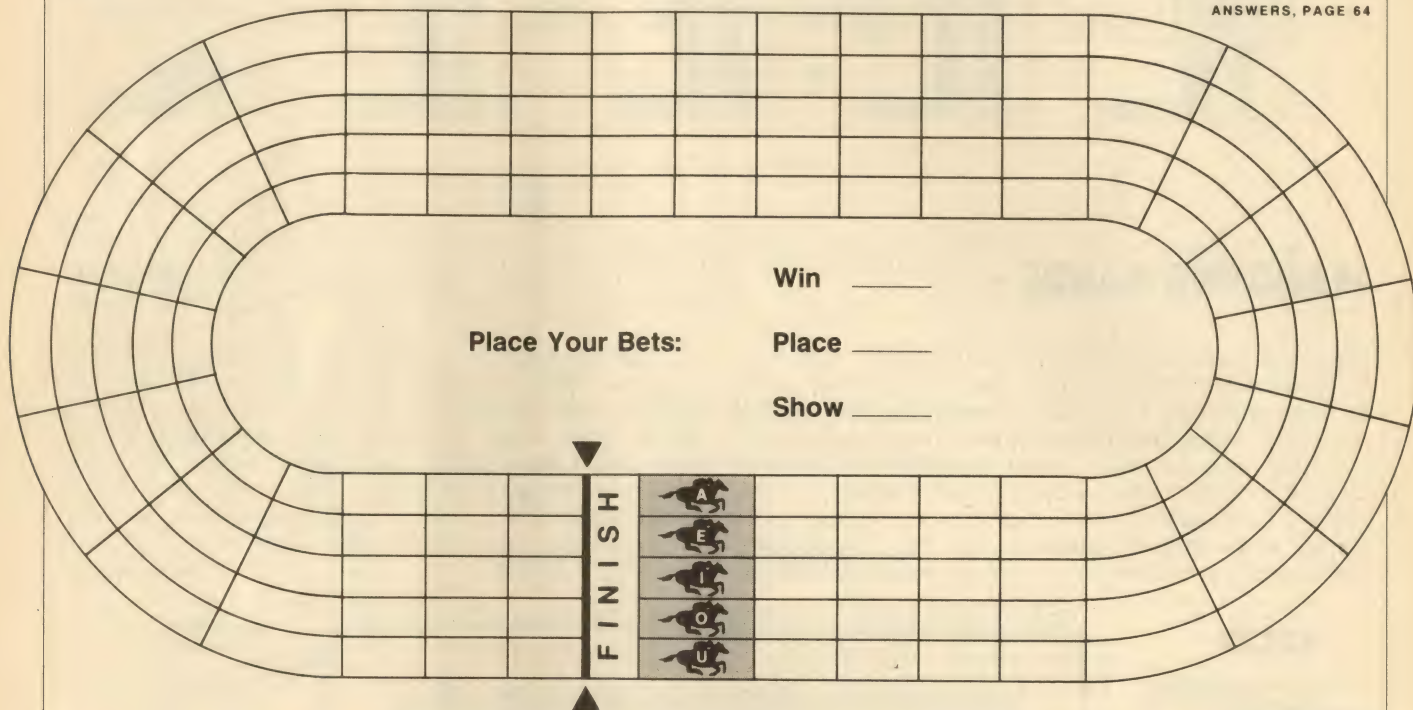 ANSWERS, PAGE 64
Win
Place Your Bets:
Place
Show
FINISH
A
E
I
O
U